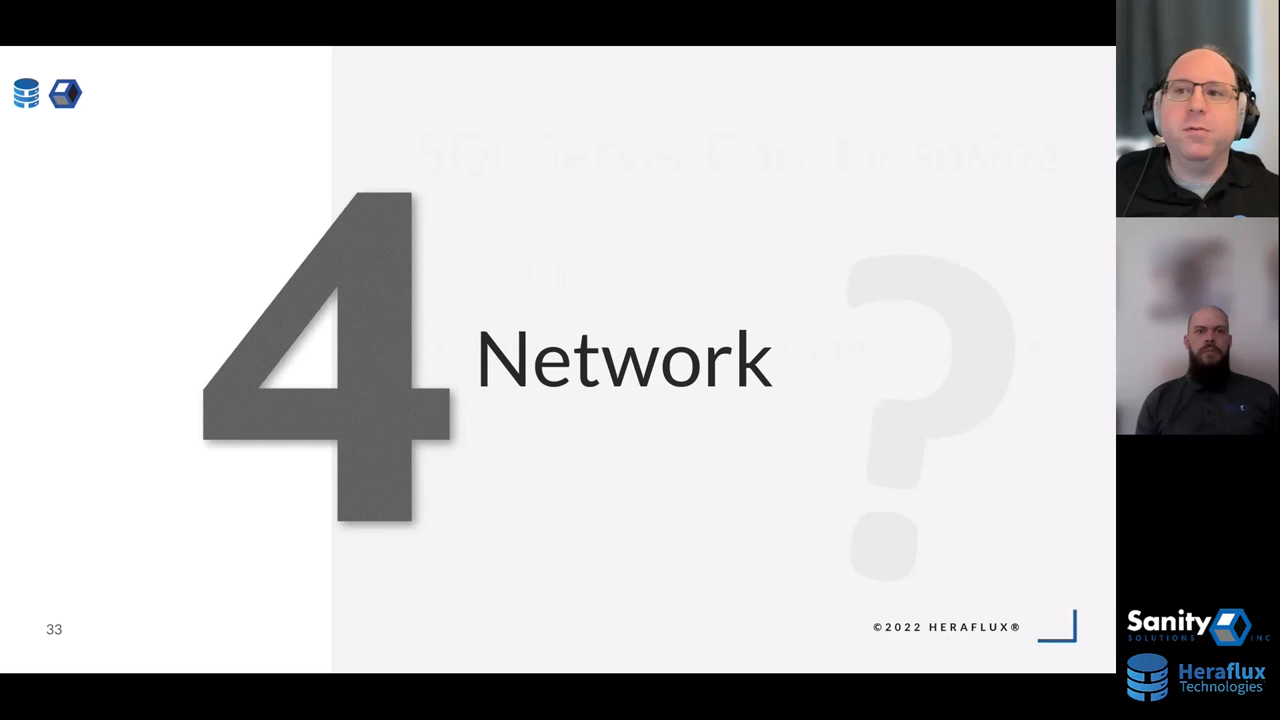 4
Network
33
©2022 HERAFLUX®
Sanity
SOLUTIONS INC
Heraflux
Technologies